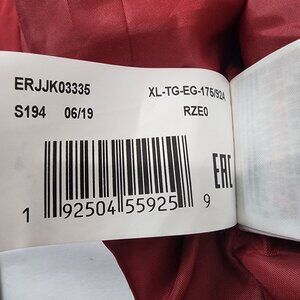 ERJJK03335
XL-TG-EG-175/92A
S194 06/19
RZE0
EAC
1 92504 55925 9